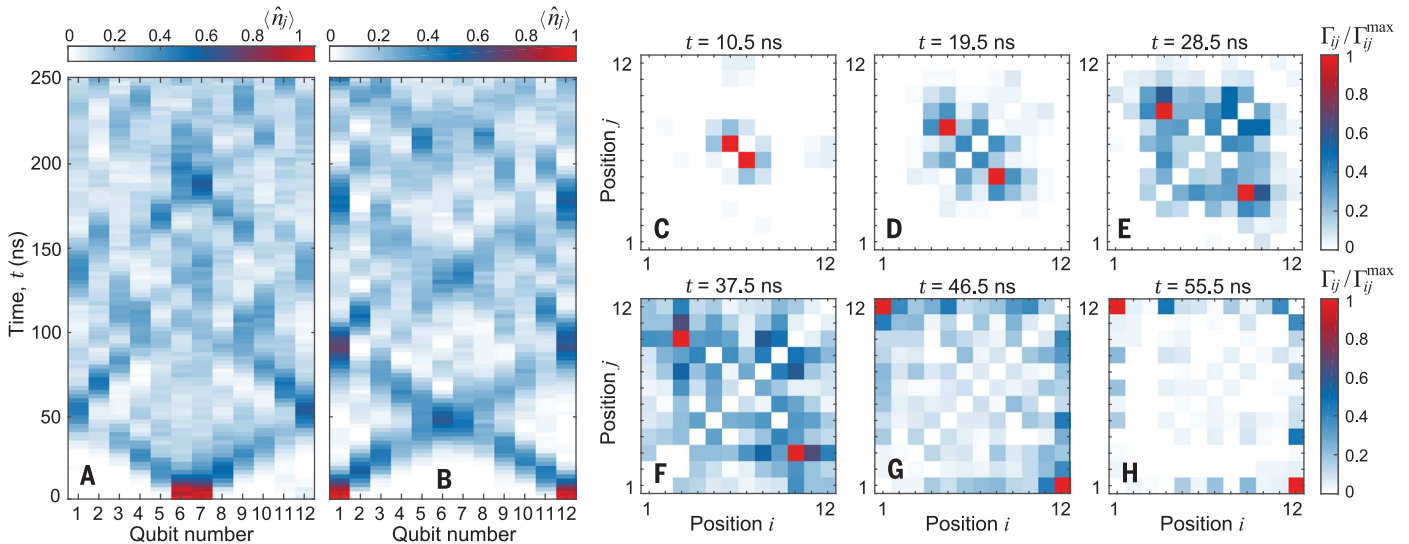 ⟨n̂ⱼ⟩
⟨n̂ⱼ⟩
0 0.2 0.4 0.6 0.8 1
0 0.2 0.4 0.6 0.8 1
250
200
150
100
50
0
Time, t (ns)
A
B
1 2 3 4 5 6 7 8 9 10 11 12
1 2 3 4 5 6 7 8 9 10 11 12
Qubit number
Qubit number
t = 10.5 ns
t = 19.5 ns
t = 28.5 ns
Γij/Γij^max
12
12
12
1
0.8
0.6
0.4
0.2
0
Position j
C
D
E
1
1
1
1 12
1 12
1 12
t = 37.5 ns
t = 46.5 ns
t = 55.5 ns
Γij/Γij^max
12
12
12
1
0.8
0.6
0.4
0.2
0
Position j
F
G
H
1
1
1
1 12
1 12
1 12
Position i
Position i
Position i